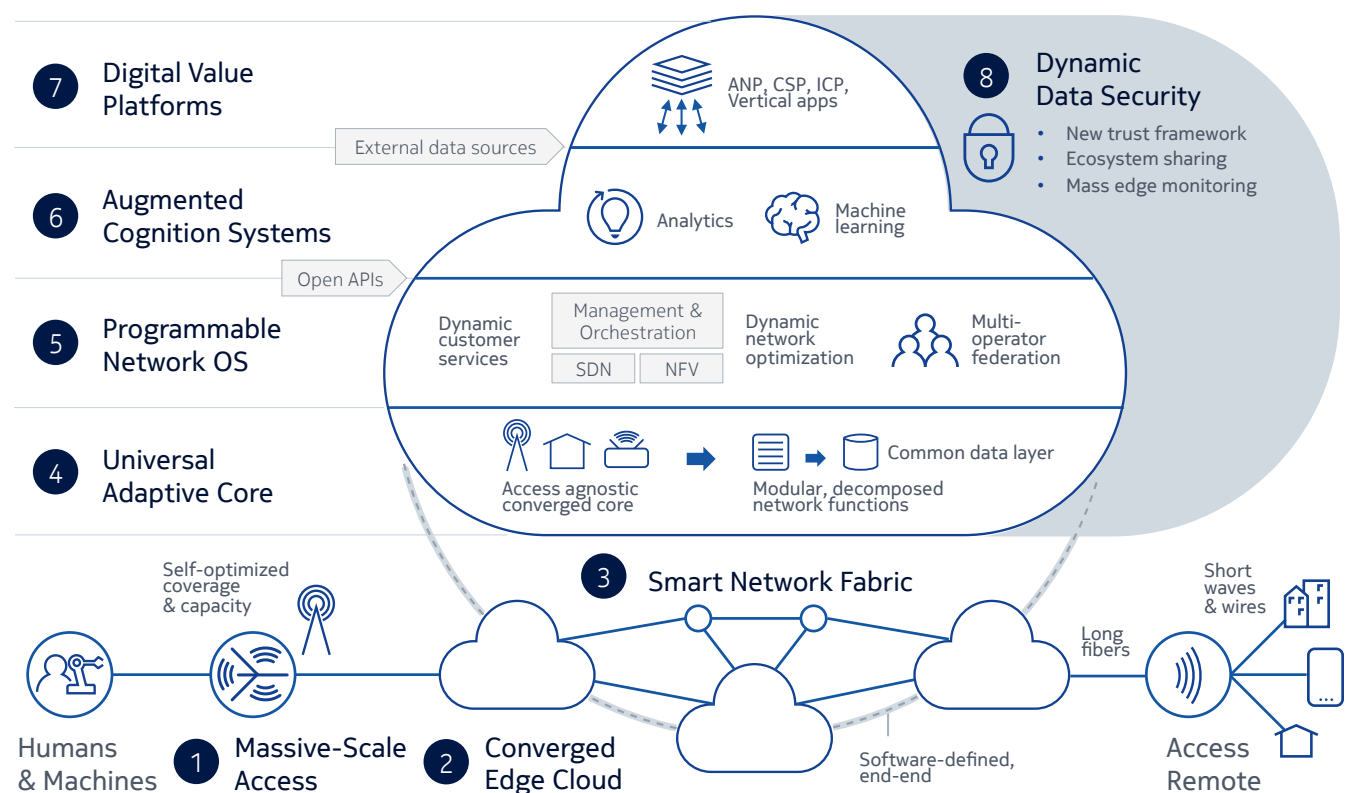 7
Digital Value
Platforms
ANP, CSP, ICP,
Vertical apps
8
Dynamic
Data Security
• New trust framework
• Ecosystem sharing
• Mass edge monitoring
External data sources
6
Augmented
Cognition Systems
Analytics
Machine
learning
Open APIs
5
Programmable
Network OS
Dynamic
customer
services
Management &
Orchestration
SDN
NFV
Dynamic
network
optimization
Multi-
operator
federation
4
Universal
Adaptive Core
Access agnostic
converged core
Modular, decomposed
network functions
Common data layer
3
Smart Network Fabric
Self-optimized
coverage
& capacity
Short
waves
& wires
Long
fibers
Humans
& Machines
1
Massive-Scale
Access
2
Converged
Edge Cloud
Software-defined,
end-end
Access
Remote